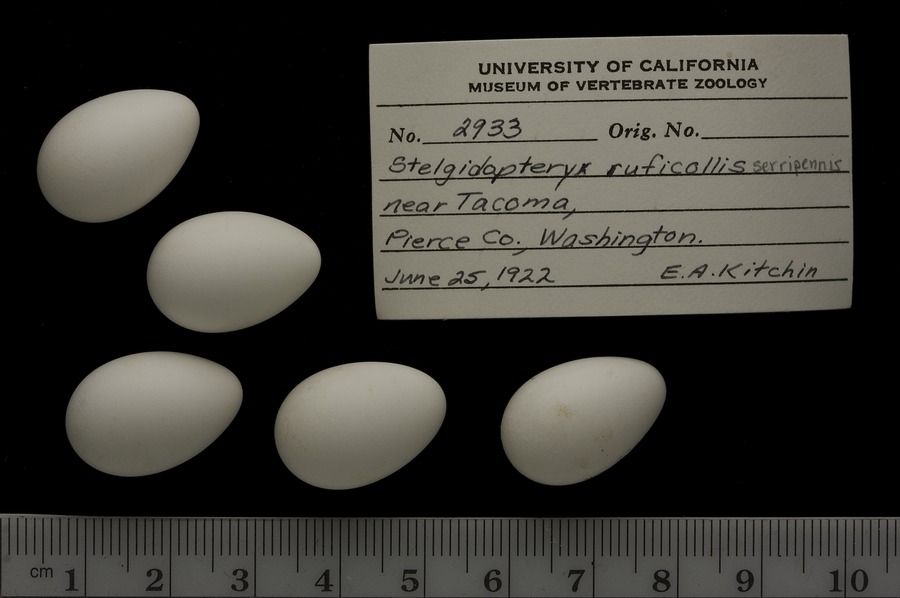 UNIVERSITY OF CALIFORNIA
MUSEUM OF VERTEBRATE ZOOLOGY
No. 2933 Orig. No.
Stelgidopteryx ruficollis serripennis
near Tacoma,
Pierce Co., Washington.
June 25, 1922 E.A. Kitchin
cm 1 2 3 4 5 6 7 8 9 10